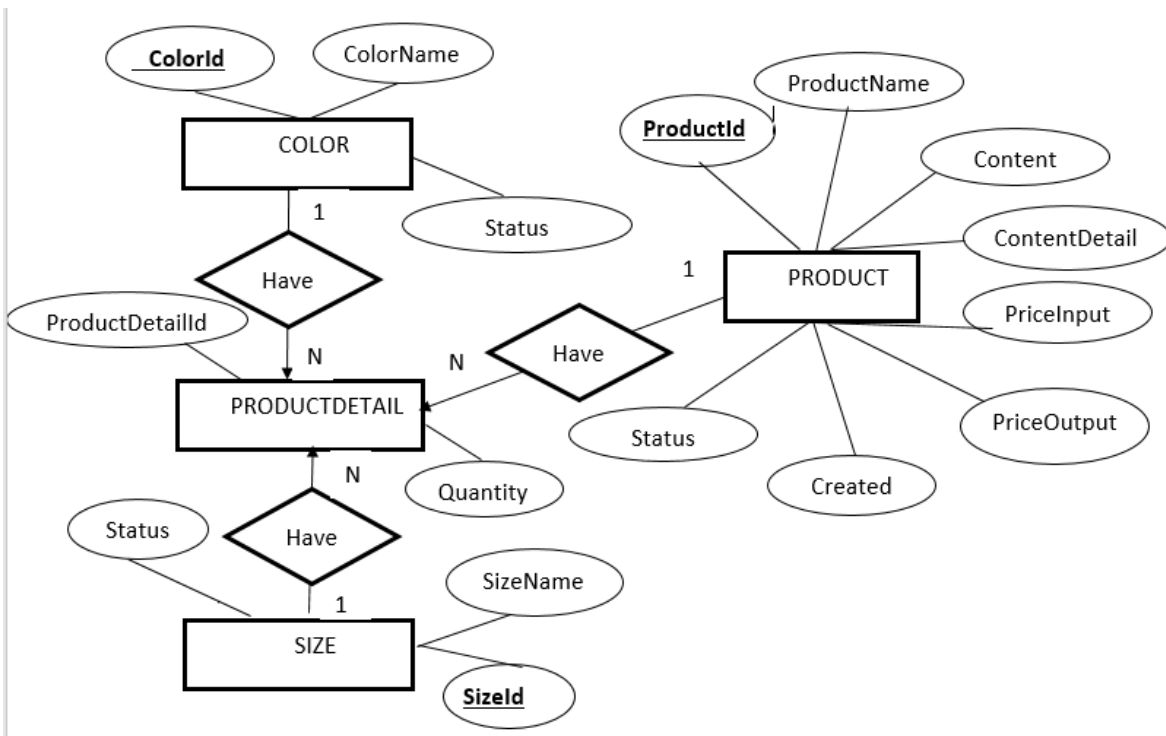 ColorId
ColorName
COLOR
Status
1
Have
N
ProductDetailId
PRODUCTDETAIL
Quantity
N
Have
1
SIZE
Status
SizeName
SizeId
N
Have
1
PRODUCT
ProductId
ProductName
Content
ContentDetail
PriceInput
PriceOutput
Created
Status